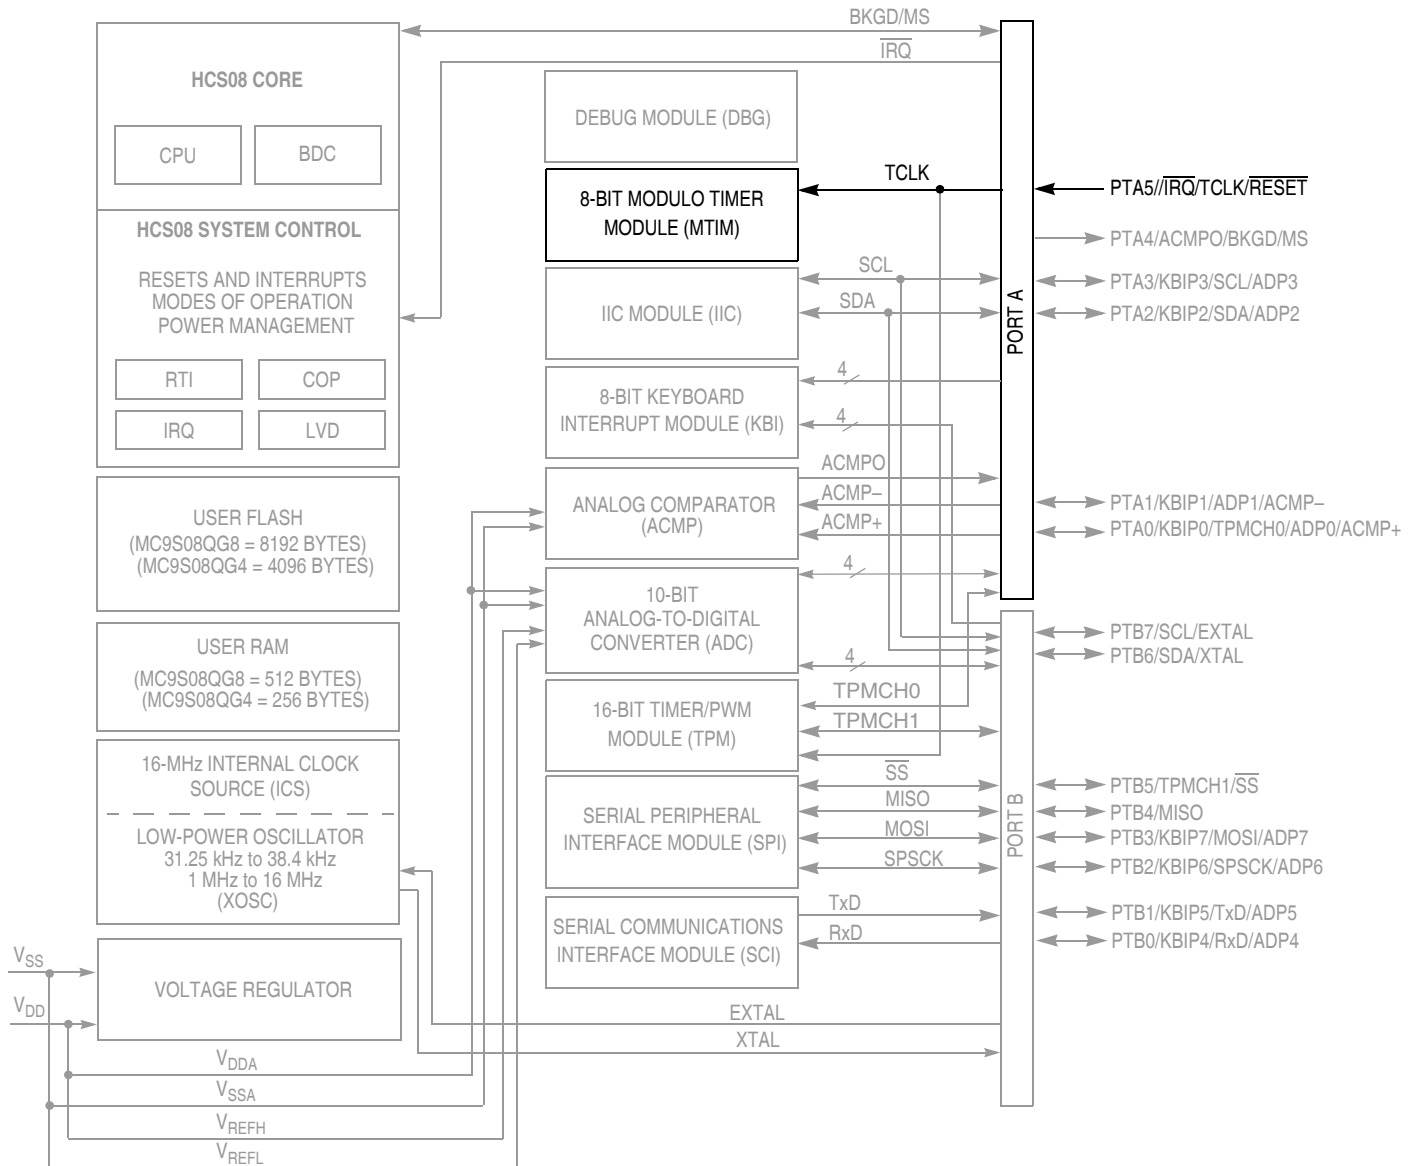 BKGD/MS
IRQ
HCS08 CORE
CPU
BDC
HCS08 SYSTEM CONTROL
RESETS AND INTERRUPTS
MODES OF OPERATION
POWER MANAGEMENT
RTI
COP
IRQ
LVD
USER FLASH
(MC9S08QG8 = 8192 BYTES)
(MC9S08QG4 = 4096 BYTES)
USER RAM
(MC9S08QG8 = 512 BYTES)
(MC9S08QG4 = 256 BYTES)
16-MHz INTERNAL CLOCK
SOURCE (ICS)
LOW-POWER OSCILLATOR
31.25 kHz to 38.4 kHz
1 MHz to 16 MHz
(XOSC)
VSS
VDD
VOLTAGE REGULATOR
VDDA
VSSA
VREFH
VREFL
DEBUG MODULE (DBG)
8-BIT MODULO TIMER
MODULE (MTIM)
TCLK
IIC MODULE (IIC)
SCL
SDA
8-BIT KEYBOARD
INTERRUPT MODULE (KBI)
4
4
ANALOG COMPARATOR
(ACMP)
ACMPO
ACMP–
ACMP+
10-BIT
ANALOG-TO-DIGITAL
CONVERTER (ADC)
4
4
16-BIT TIMER/PWM
MODULE (TPM)
TPMCH0
TPMCH1
SERIAL PERIPHERAL
INTERFACE MODULE (SPI)
SS
MISO
MOSI
SPSCK
SERIAL COMMUNICATIONS
INTERFACE MODULE (SCI)
TxD
RxD
EXTAL
XTAL
PORT A
PORT B
PTA5//IRQ/TCLK/RESET
PTA4/ACMPO/BKGD/MS
PTA3/KBIP3/SCL/ADP3
PTA2/KBIP2/SDA/ADP2
PTA1/KBIP1/ADP1/ACMP–
PTA0/KBIP0/TPMCH0/ADP0/ACMP+
PTB7/SCL/EXTAL
PTB6/SDA/XTAL
PTB5/TPMCH1/SS
PTB4/MISO
PTB3/KBIP7/MOSI/ADP7
PTB2/KBIP6/SPSCK/ADP6
PTB1/KBIP5/TxD/ADP5
PTB0/KBIP4/RxD/ADP4